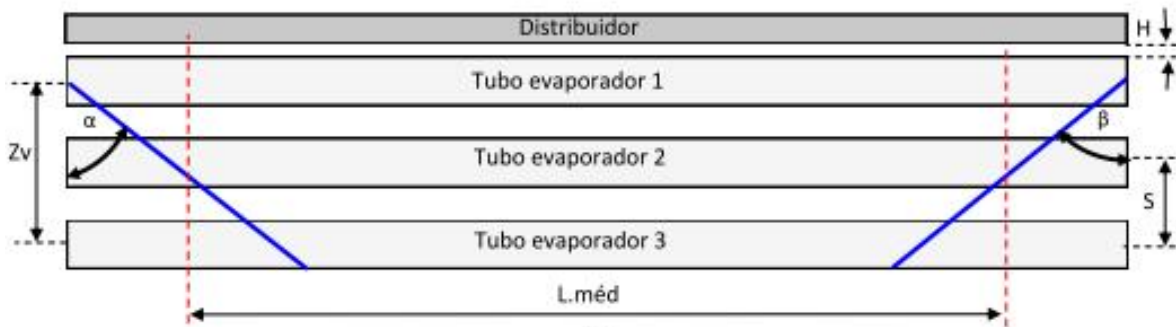 Distribuidor
H
Tubo evaporador 1
α
β
Zv
Tubo evaporador 2
S
Tubo evaporador 3
L.méd